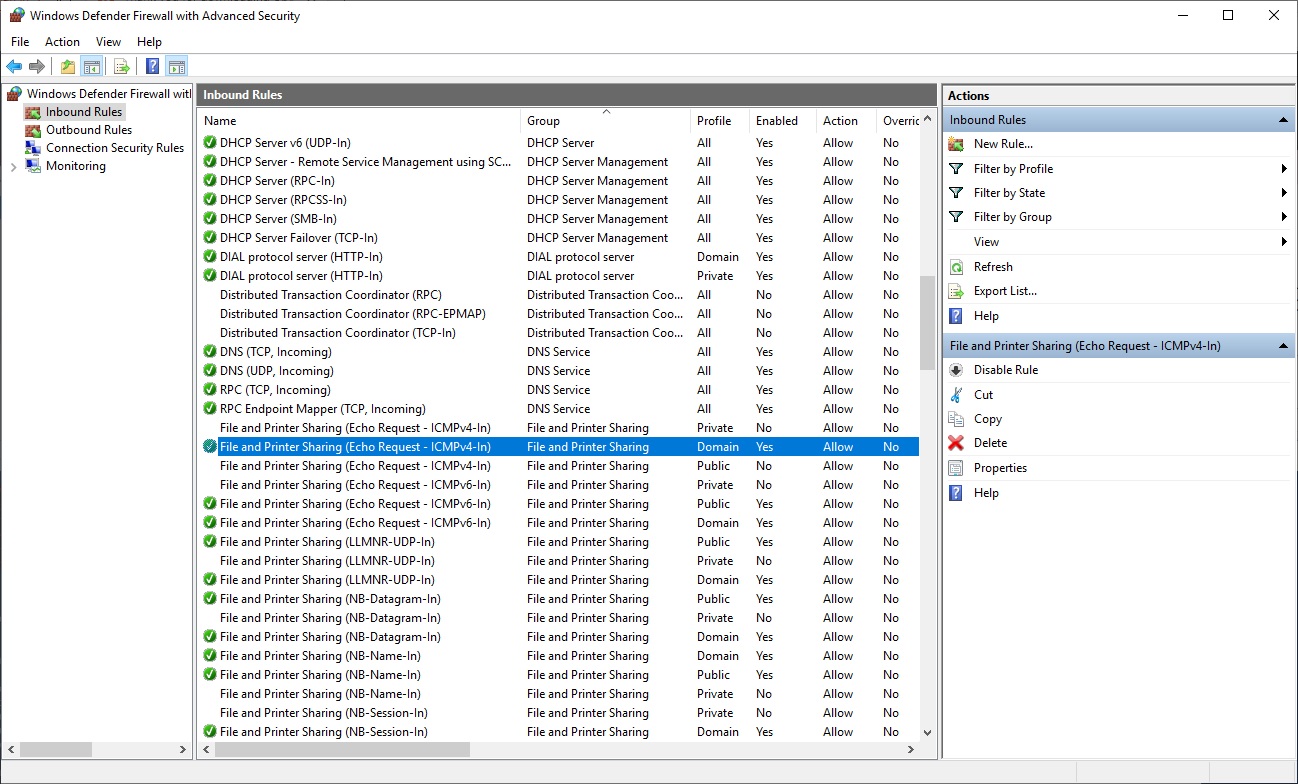 Windows Defender Firewall with Advanced Security
File Action View Help
Windows Defender Firewall wit
Inbound Rules
Outbound Rules
Connection Security Rules
Monitoring
Inbound Rules
Name Group Profile Enabled Action Overric
DHCP Server v6 (UDP-In) DHCP Server All Yes Allow No
DHCP Server - Remote Service Management using SC... DHCP Server Management All Yes Allow No
DHCP Server (RPC-In) DHCP Server Management All Yes Allow No
DHCP Server (RPCSS-In) DHCP Server Management All Yes Allow No
DHCP Server (SMB-In) DHCP Server Management All Yes Allow No
DHCP Server Failover (TCP-In) DHCP Server Management All Yes Allow No
DIAL protocol server (HTTP-In) DIAL protocol server Domain Yes Allow No
DIAL protocol server (HTTP-In) DIAL protocol server Private Yes Allow No
Distributed Transaction Coordinator (RPC) Distributed Transaction Coo... All No Allow No
Distributed Transaction Coordinator (RPC-EPMAP) Distributed Transaction Coo... All No Allow No
Distributed Transaction Coordinator (TCP-In) Distributed Transaction Coo... All No Allow No
DNS (TCP, Incoming) DNS Service All Yes Allow No
DNS (UDP, Incoming) DNS Service All Yes Allow No
RPC (TCP, Incoming) DNS Service All Yes Allow No
RPC Endpoint Mapper (TCP, Incoming) DNS Service All Yes Allow No
File and Printer Sharing (Echo Request - ICMPv4-In) File and Printer Sharing Private No Allow No
File and Printer Sharing (Echo Request - ICMPv4-In) File and Printer Sharing Domain Yes Allow No
File and Printer Sharing (Echo Request - ICMPv4-In) File and Printer Sharing Public No Allow No
File and Printer Sharing (Echo Request - ICMPv6-In) File and Printer Sharing Private No Allow No
File and Printer Sharing (Echo Request - ICMPv6-In) File and Printer Sharing Public Yes Allow No
File and Printer Sharing (Echo Request - ICMPv6-In) File and Printer Sharing Domain Yes Allow No
File and Printer Sharing (LLMNR-UDP-In) File and Printer Sharing Public Yes Allow No
File and Printer Sharing (LLMNR-UDP-In) File and Printer Sharing Private No Allow No
File and Printer Sharing (LLMNR-UDP-In) File and Printer Sharing Domain Yes Allow No
File and Printer Sharing (NB-Datagram-In) File and Printer Sharing Public Yes Allow No
File and Printer Sharing (NB-Datagram-In) File and Printer Sharing Private No Allow No
File and Printer Sharing (NB-Datagram-In) File and Printer Sharing Domain Yes Allow No
File and Printer Sharing (NB-Name-In) File and Printer Sharing Domain Yes Allow No
File and Printer Sharing (NB-Name-In) File and Printer Sharing Public Yes Allow No
File and Printer Sharing (NB-Name-In) File and Printer Sharing Private No Allow No
File and Printer Sharing (NB-Session-In) File and Printer Sharing Private No Allow No
File and Printer Sharing (NB-Session-In) File and Printer Sharing Domain Yes Allow No
Actions
Inbound Rules
New Rule...
Filter by Profile
Filter by State
Filter by Group
View
Refresh
Export List...
Help
File and Printer Sharing (Echo Request - ICMPv4-In)
Disable Rule
Cut
Copy
Delete
Properties
Help